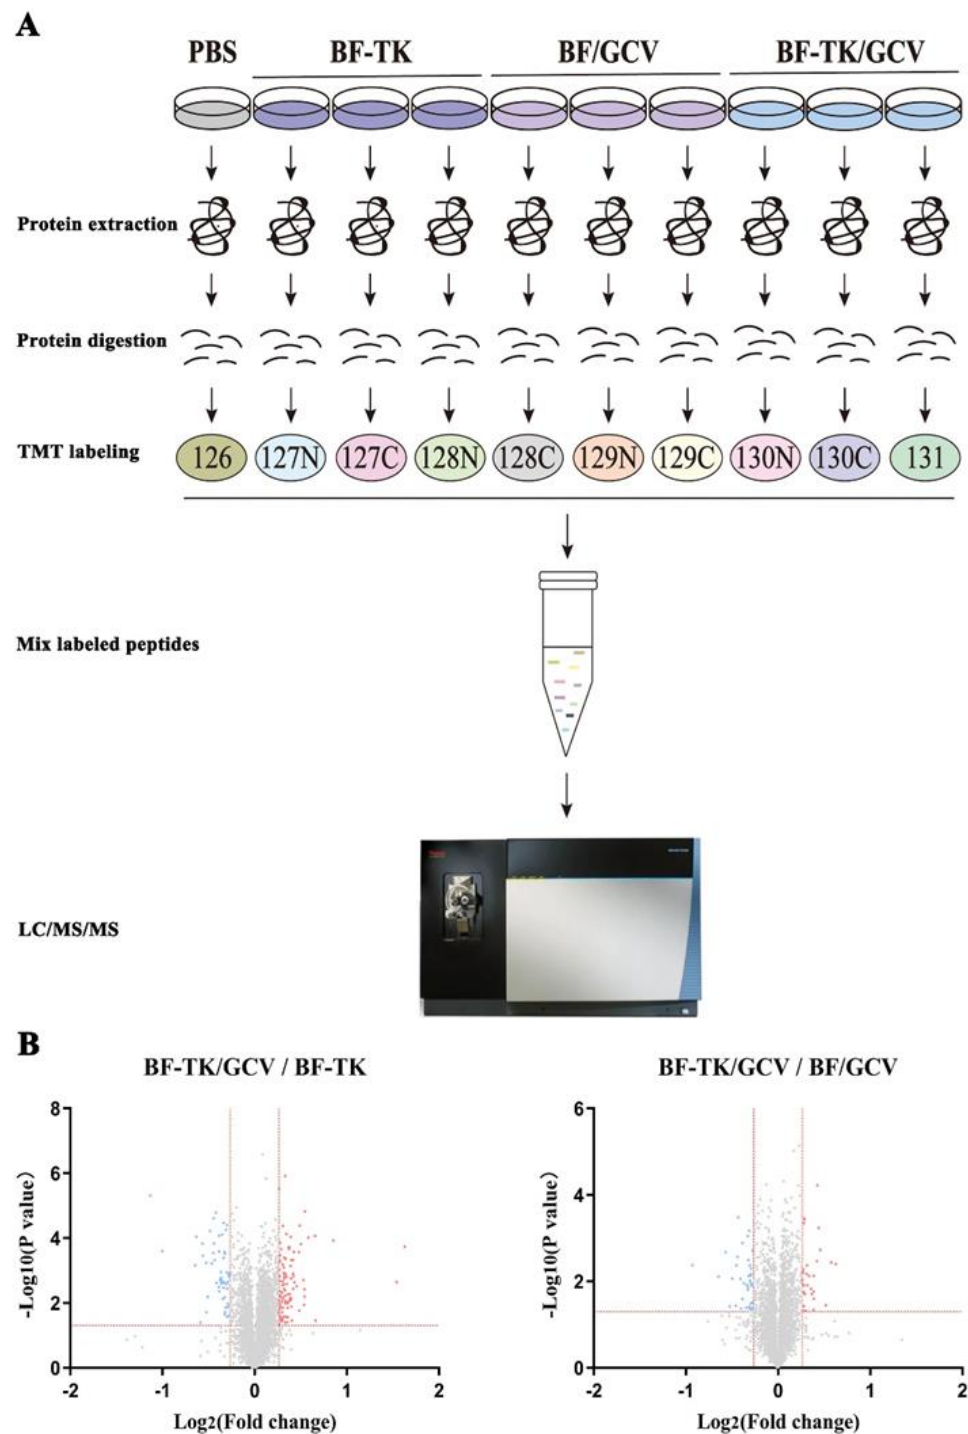 A
PBS BF-TK BF/GCV BF-TK/GCV
Protein extraction
Protein digestion
TMT labeling
126 127N 127C 128N 128C 129N 129C 130N 130C 131
Mix labeled peptides
LC/MS/MS
B
BF-TK/GCV / BF-TK
8
6
4
2
0
-Log10(P value)
-2 -1 0 1 2
Log2(Fold change)
BF-TK/GCV / BF/GCV
6
4
2
0
-Log10(P value)
-2 -1 0 1 2
Log2(Fold change)